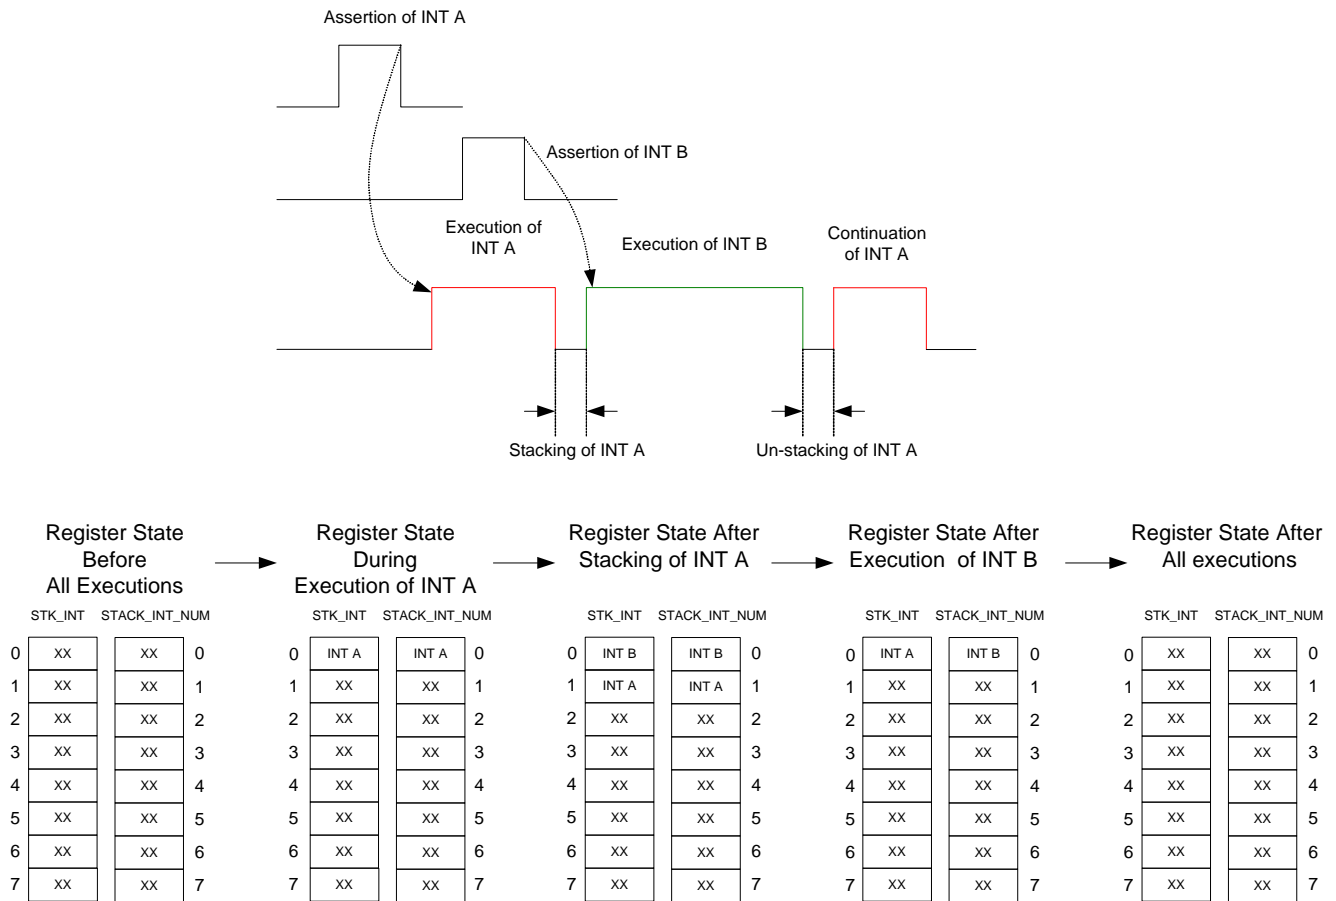 Assertion of INT A
Assertion of INT B
Execution of
INT A
Execution of INT B
Continuation
of INT A
Stacking of INT A
Un-stacking of INT A
Register State
Before
All Executions
Register State
During
Execution of INT A
Register State After
Stacking of INT A
Register State After
Execution of INT B
Register State After
All executions
STK_INT STACK_INT_NUM STK_INT STACK_INT_NUM STK_INT STACK_INT_NUM STK_INT STACK_INT_NUM STK_INT STACK_INT_NUM
0 XX XX 0 0 INT A INT A 0 0 INT B INT B 0 0 INT A INT B 0 0 XX XX 0
1 XX XX 1 1 XX XX 1 1 INT A INT A 1 1 XX XX 1 1 XX XX 1
2 XX XX 2 2 XX XX 2 2 XX XX 2 2 XX XX 2 2 XX XX 2
3 XX XX 3 3 XX XX 3 3 XX XX 3 3 XX XX 3 3 XX XX 3
4 XX XX 4 4 XX XX 4 4 XX XX 4 4 XX XX 4 4 XX XX 4
5 XX XX 5 5 XX XX 5 5 XX XX 5 5 XX XX 5 5 XX XX 5
6 XX XX 6 6 XX XX 6 6 XX XX 6 6 XX XX 6 6 XX XX 6
7 XX XX 7 7 XX XX 7 7 XX XX 7 7 XX XX 7 7 XX XX 7